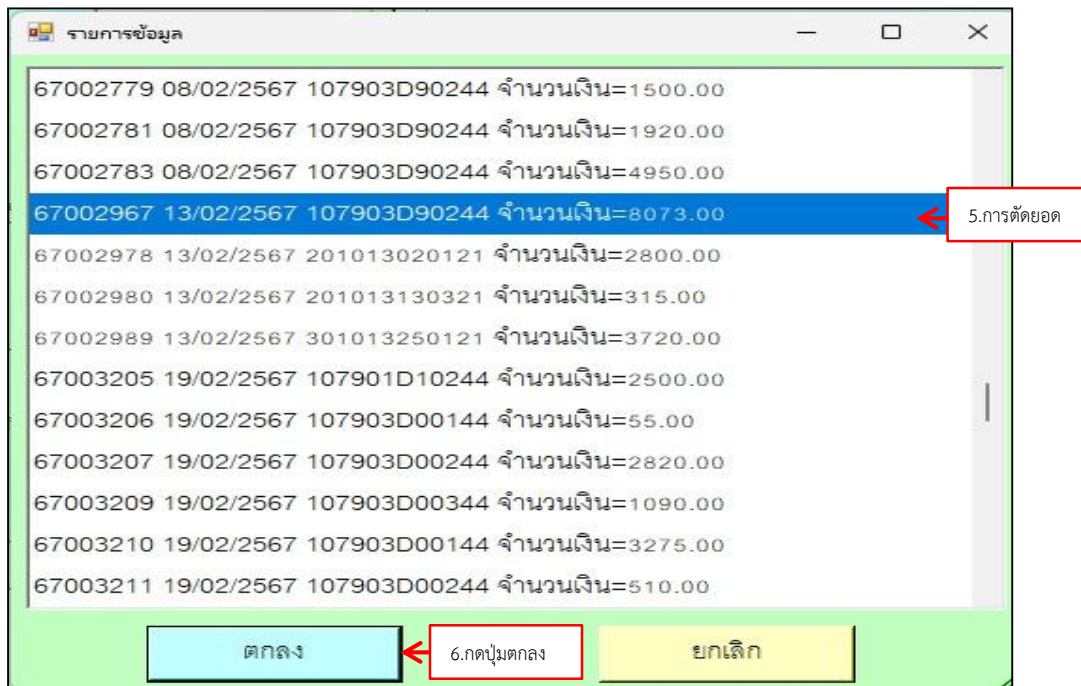 รายการข้อมูล
67002779 08/02/2567 107903D90244 จำนวนเงิน=1500.00
67002781 08/02/2567 107903D90244 จำนวนเงิน=1920.00
67002783 08/02/2567 107903D90244 จำนวนเงิน=4950.00
67002967 13/02/2567 107903D90244 จำนวนเงิน=8073.00
5.การตัดยอด
67002978 13/02/2567 201013020121 จำนวนเงิน=2800.00
67002980 13/02/2567 201013130321 จำนวนเงิน=315.00
67002989 13/02/2567 301013250121 จำนวนเงิน=3720.00
67003205 19/02/2567 107901D10244 จำนวนเงิน=2500.00
67003206 19/02/2567 107903D00144 จำนวนเงิน=55.00
67003207 19/02/2567 107903D00244 จำนวนเงิน=2820.00
67003209 19/02/2567 107903D00344 จำนวนเงิน=1090.00
67003210 19/02/2567 107903D00144 จำนวนเงิน=3275.00
67003211 19/02/2567 107903D00244 จำนวนเงิน=510.00
ตกลง
6.กดปุ่มตกลง
ยกเลิก